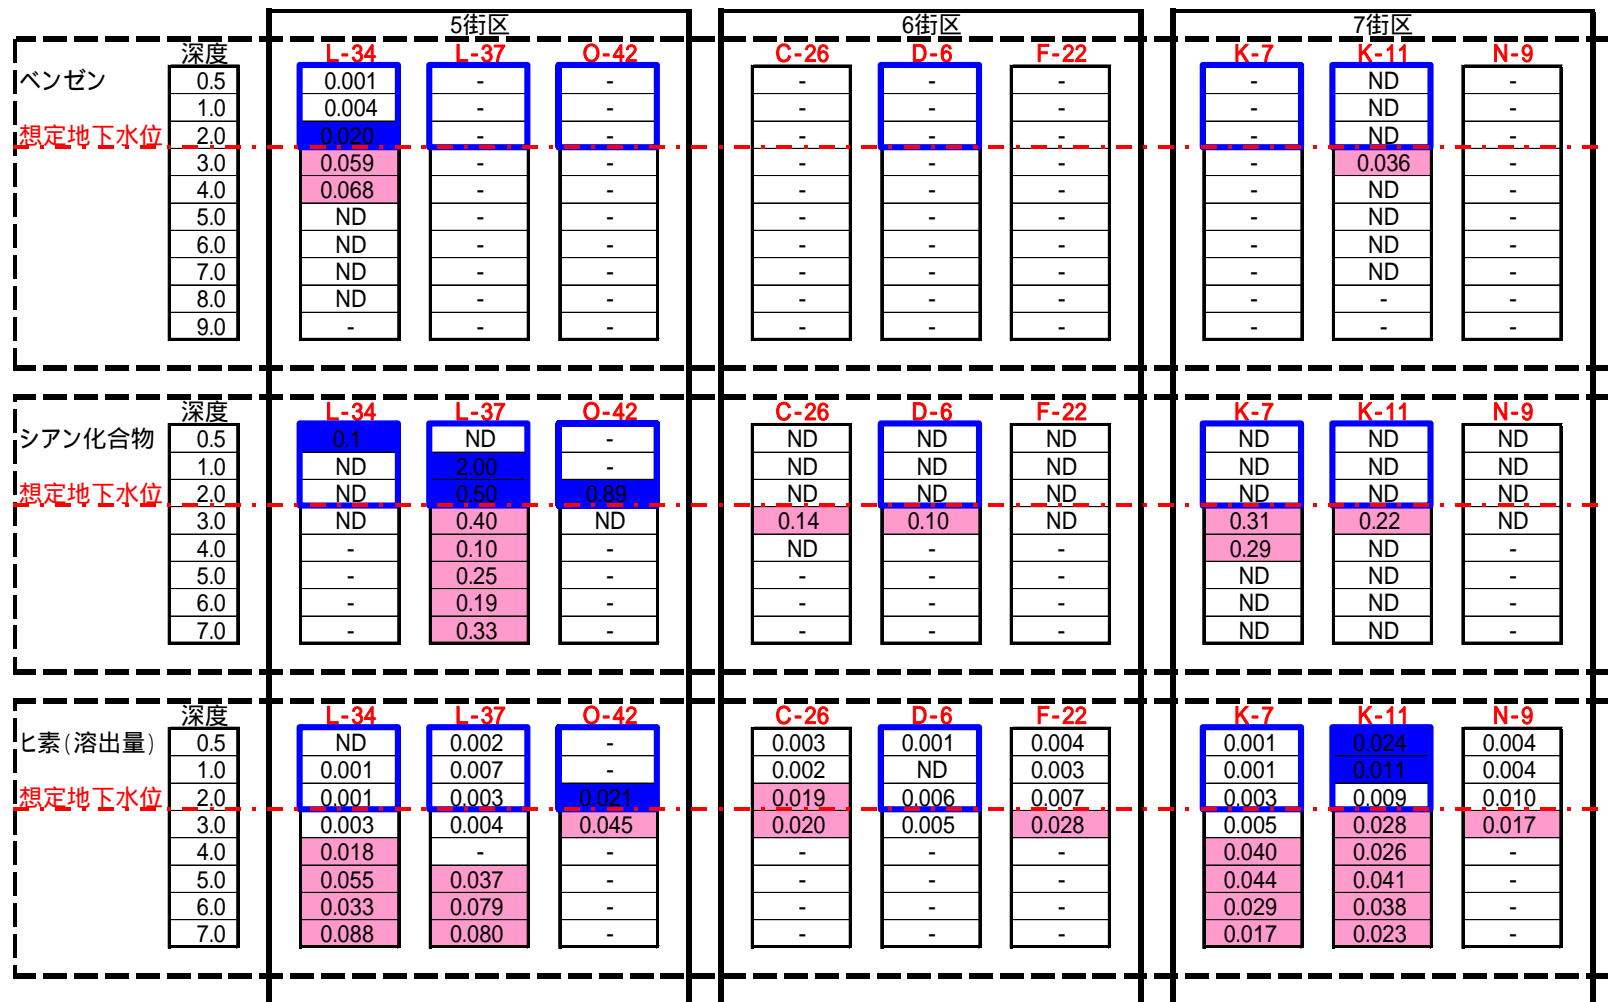 5街区 6街区 7街区
深度 L-34 L-37 O-42 C-26 D-6 F-22 K-7 K-11 N-9
ベンゼン 0.5 0.001 - - - - - - ND -
1.0 0.004 - - - - - - ND -
想定地下水位 2.0 0.020 - - - - - - ND -
3.0 0.059 - - - - - - 0.036 -
4.0 0.068 - - - - - - ND -
5.0 ND - - - - - - ND -
6.0 ND - - - - - - ND -
7.0 ND - - - - - - ND -
8.0 ND - - - - - - - -
9.0 - - - - - - - - -
深度 L-34 L-37 O-42 C-26 D-6 F-22 K-7 K-11 N-9
シアン化合物 0.5 0.1 ND - ND ND ND ND ND ND
1.0 ND 2.00 - ND ND ND ND ND ND
想定地下水位 2.0 ND 0.50 0.89 ND ND ND ND ND ND
3.0 ND 0.40 ND 0.14 0.10 ND 0.31 0.22 ND
4.0 - 0.10 - ND - - 0.29 ND -
5.0 - 0.25 - - - - ND ND -
6.0 - 0.19 - - - - ND ND -
7.0 - 0.33 - - - - ND ND -
深度 L-34 L-37 O-42 C-26 D-6 F-22 K-7 K-11 N-9
ヒ素(溶出量) 0.5 ND 0.002 - 0.003 0.001 0.004 0.001 0.024 0.004
1.0 0.001 0.007 - 0.002 ND 0.003 0.001 0.011 0.004
想定地下水位 2.0 0.001 0.003 0.021 0.019 0.006 0.007 0.003 0.009 0.010
3.0 0.003 0.004 0.045 0.020 0.005 0.028 0.005 0.028 0.017
4.0 0.018 - - - - - 0.040 0.026 -
5.0 0.055 0.037 - - - - 0.044 0.041 -
6.0 0.033 0.079 - - - - 0.029 0.038 -
7.0 0.088 0.080 - - - - 0.017 0.023 -